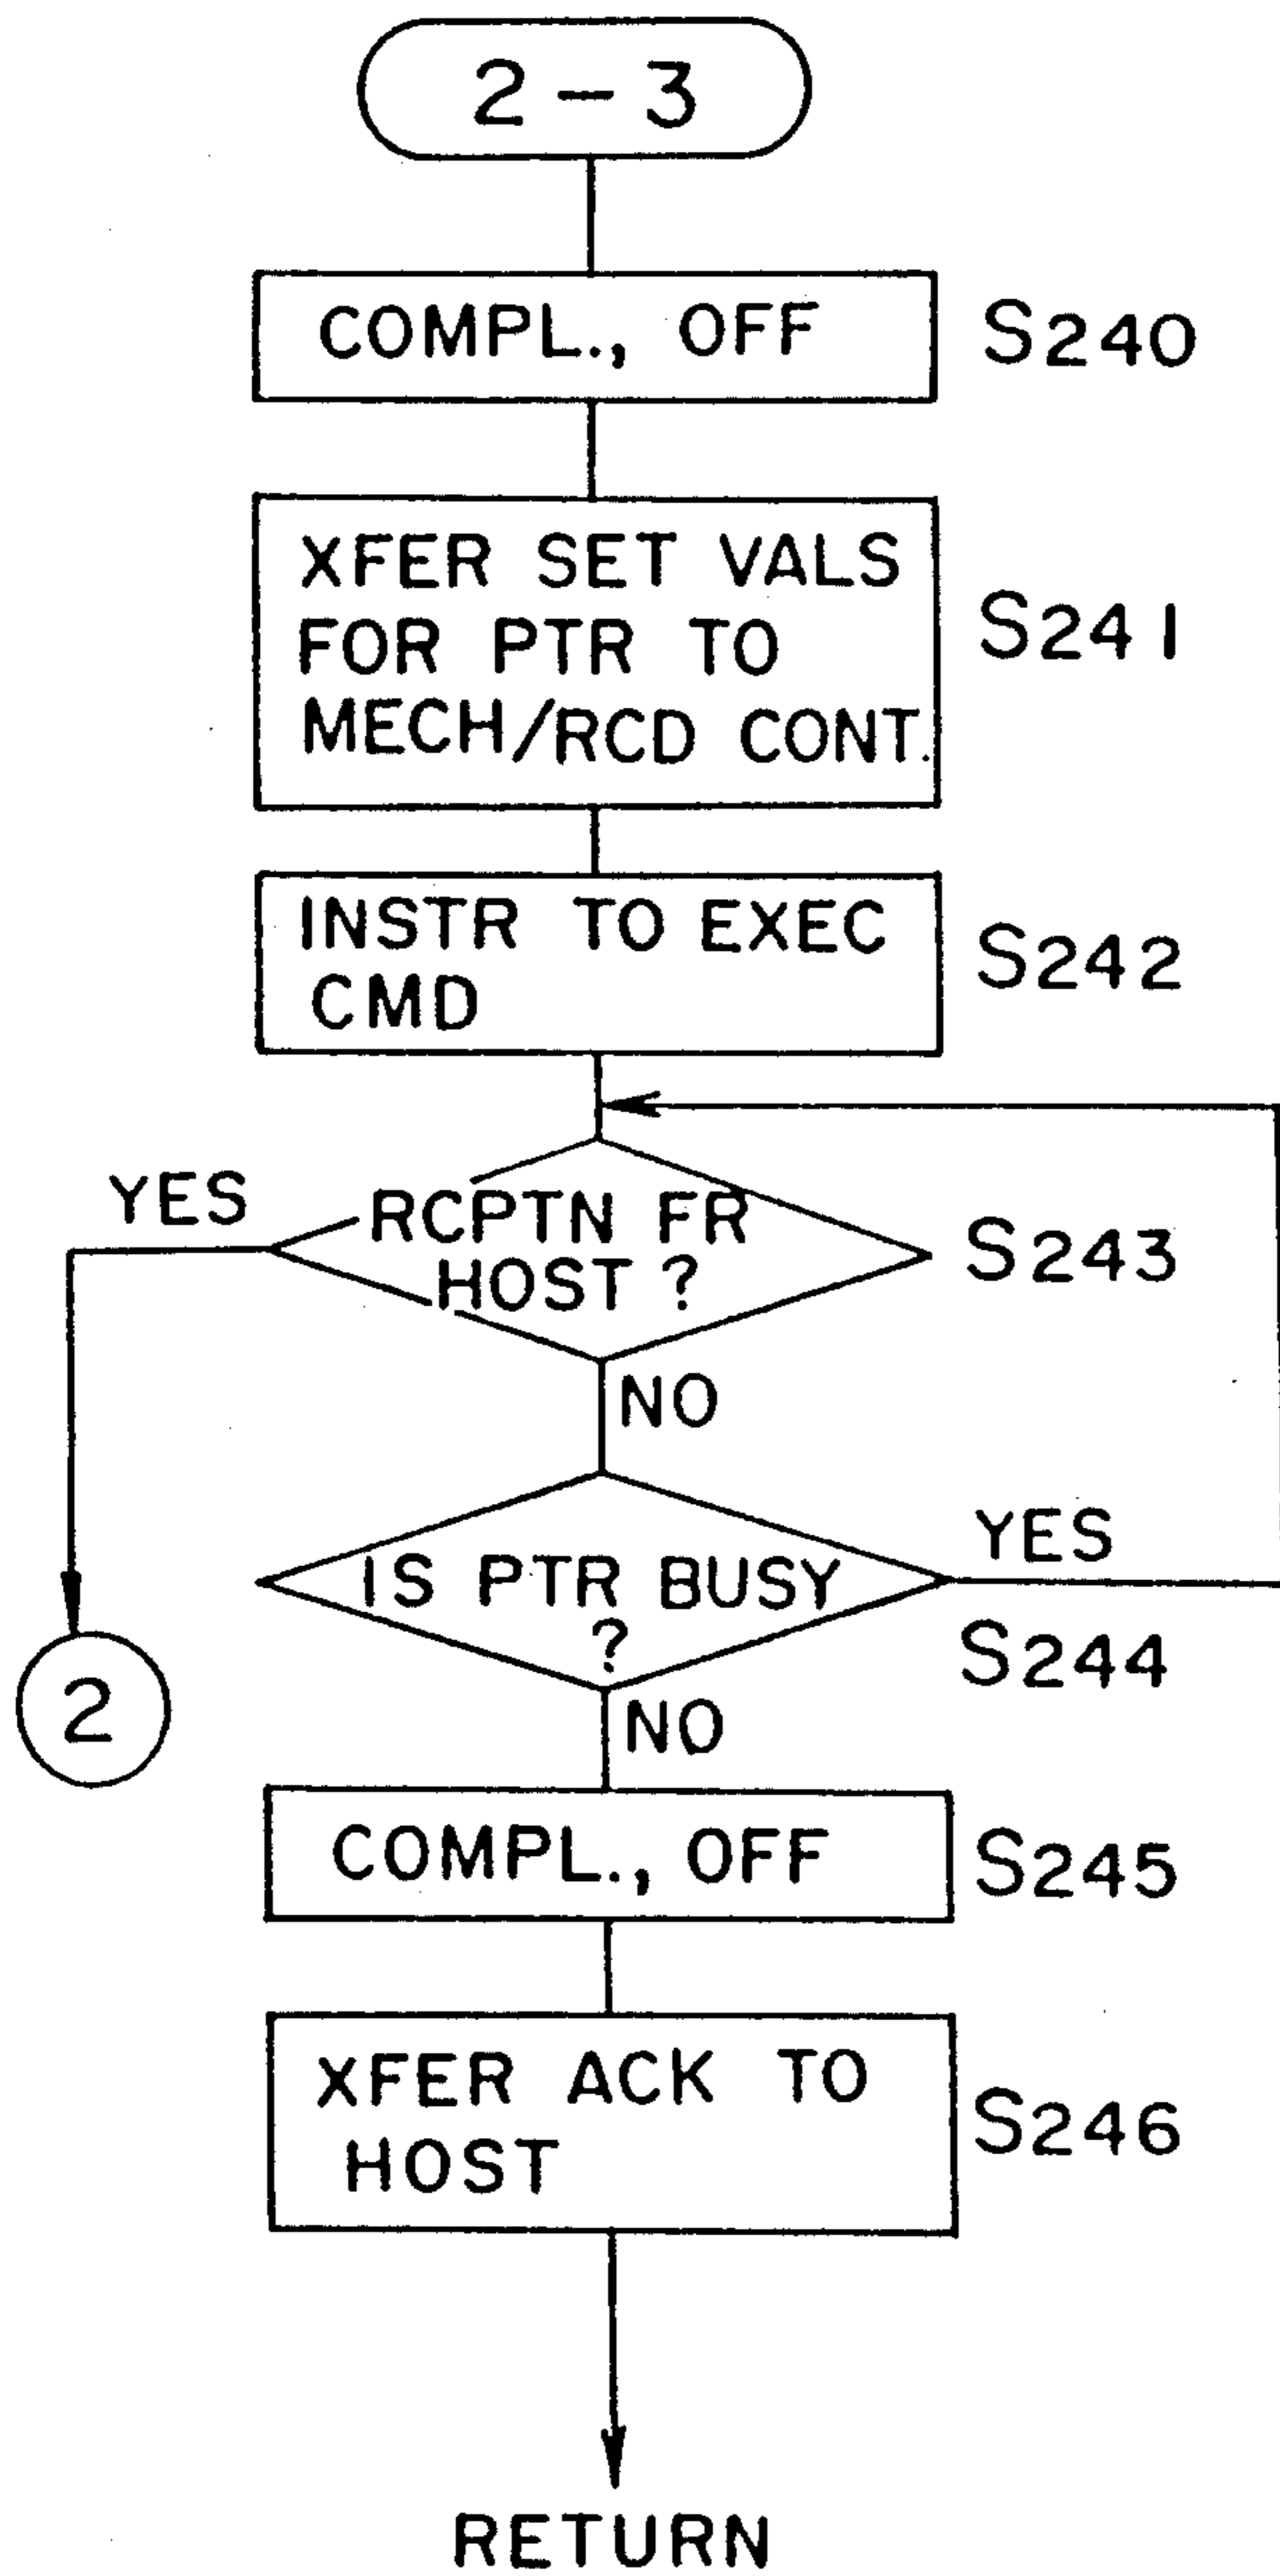 2-3
COMPL., OFF
S240
XFER SET VALS
FOR PTR TO
MECH/RCD CONT.
S241
INSTR TO EXEC
CMD
S242
YES
RCPTN FR
HOST ?
S243
NO
IS PTR BUSY
?
YES
S244
2
NO
COMPL., OFF
S245
XFER ACK TO
HOST
S246
RETURN